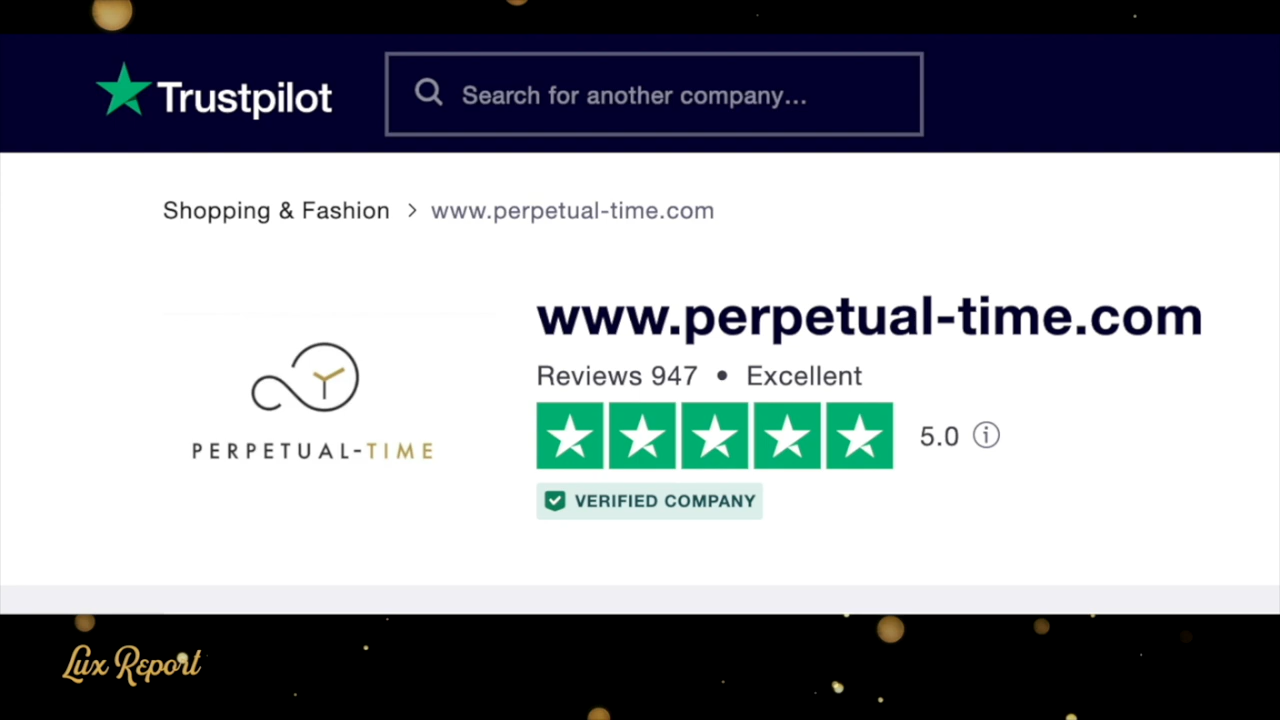 Trustpilot
Search for another company...
Shopping & Fashion > www.perpetual-time.com
www.perpetual-time.com
Reviews 947 • Excellent
5.0
PERPETUAL-TIME
VERIFIED COMPANY
Lux Report